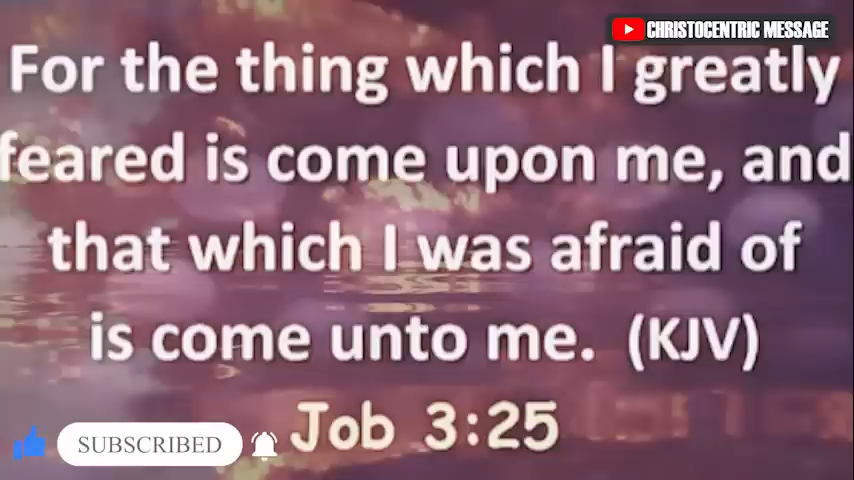 CHRISTOCENTRIC MESSAGE
For the thing which I greatly
feared is come upon me, and
that which I was afraid of
is come unto me. (KJV)
Job 3:25
SUBSCRIBED